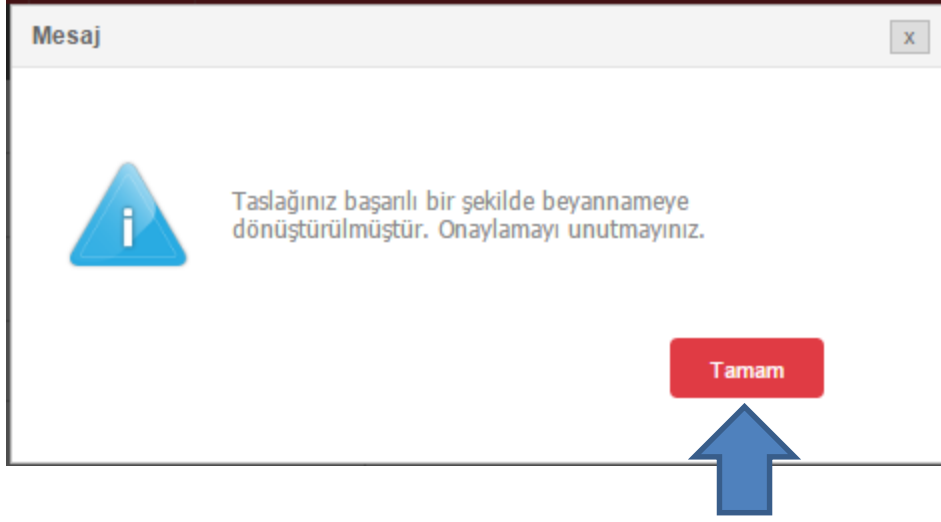 Mesaj
x
Taslağınız başarılı bir şekilde beyannameye
dönüştürülmüştür. Onaylamayı unutmayınız.
Tamam